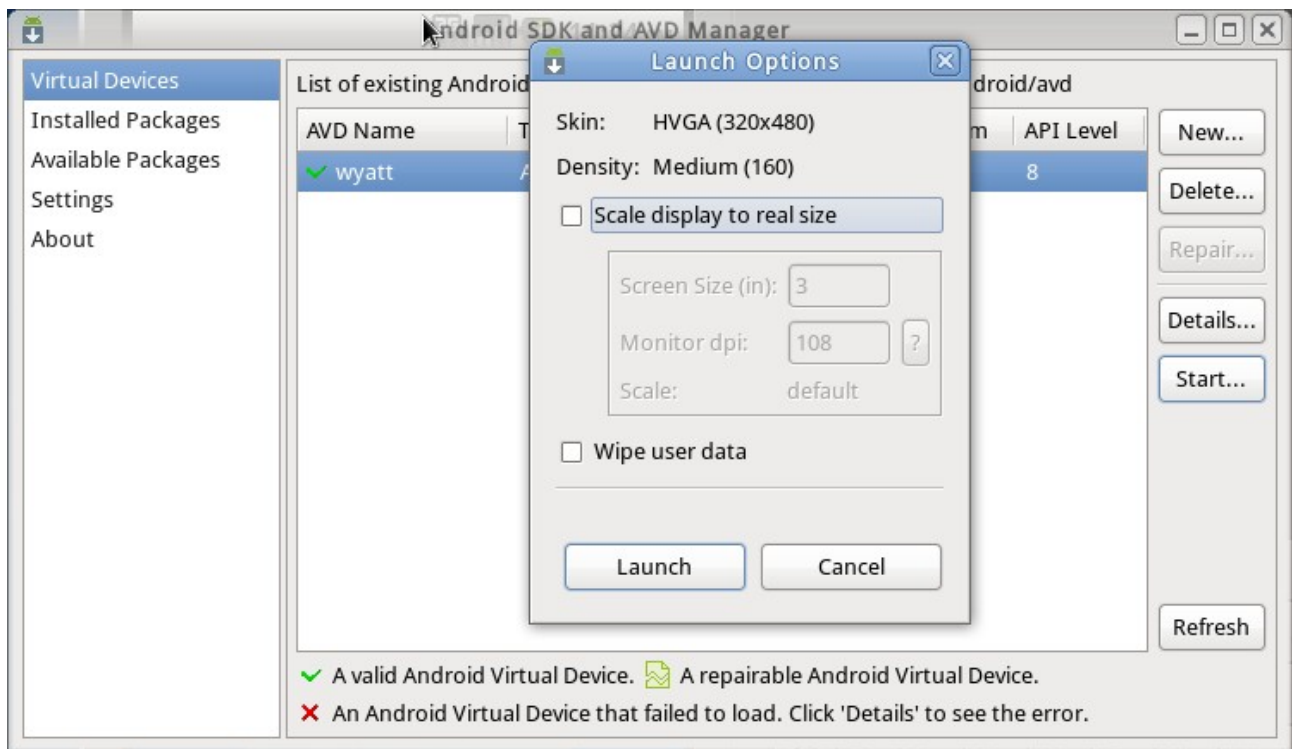 Android SDK and AVD Manager
Virtual Devices
Installed Packages
Available Packages
Settings
About
List of existing Android
droid/avd
AVD Name
API Level
wyatt
8
New...
Delete...
Repair...
Details...
Start...
Refresh
Launch Options
Skin: HVGA (320x480)
Density: Medium (160)
Scale display to real size
Screen Size (in): 3
Monitor dpi: 108 ?
Scale: default
Wipe user data
Launch Cancel
A valid Android Virtual Device. A repairable Android Virtual Device.
An Android Virtual Device that failed to load. Click 'Details' to see the error.